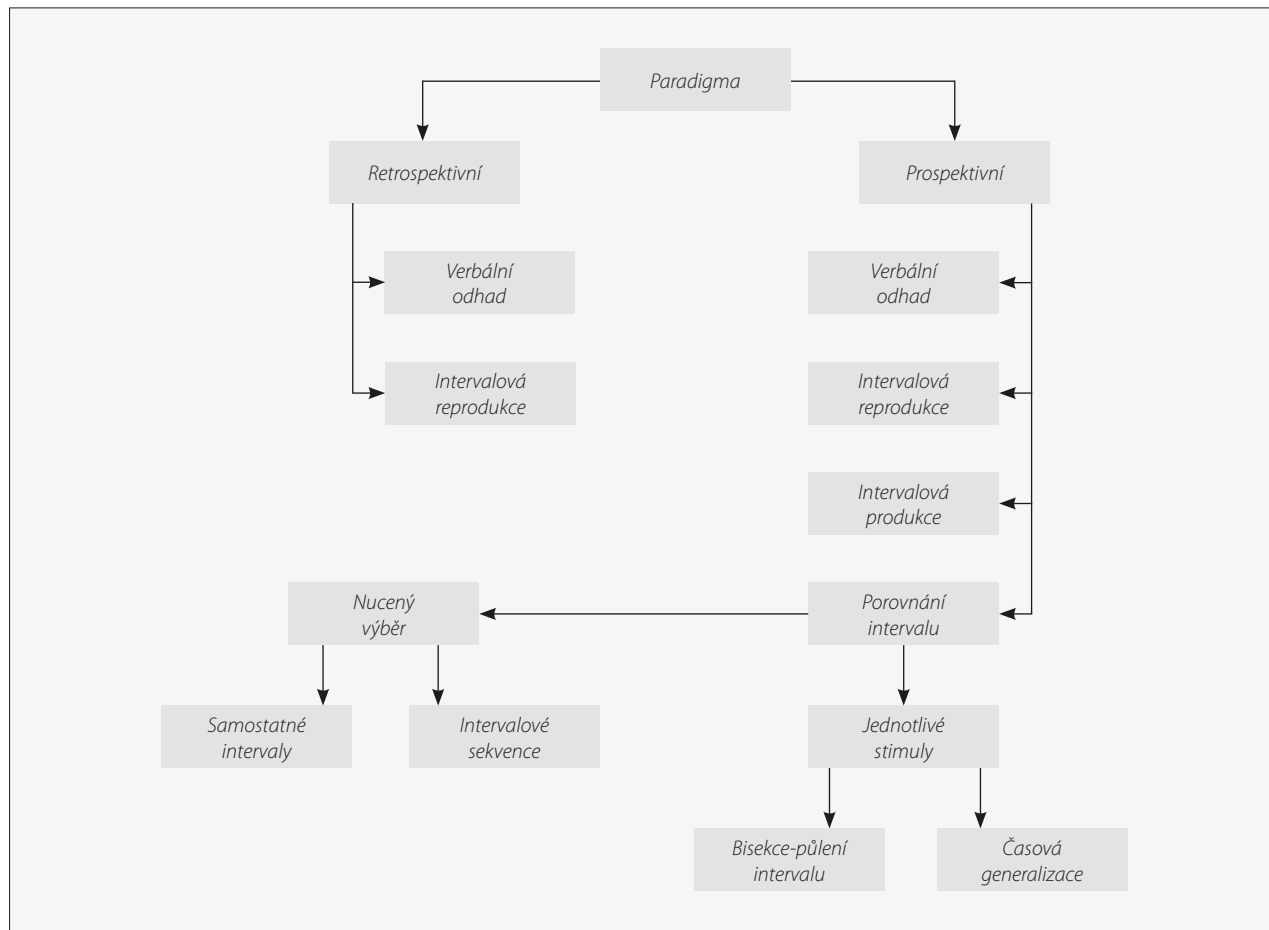 Paradigma
Retrospektivní
Prospektivní
Verbální
odhad
Verbální
odhad
Intervalová
reprodukce
Intervalová
reprodukce
Intervalová
produkce
Nucený
výběr
Porovnání
intervalu
Samostatné
intervaly
Intervalové
sekvence
Jednotlivé
stimuly
Bisekce-půlení
intervalu
Časová
generalizace